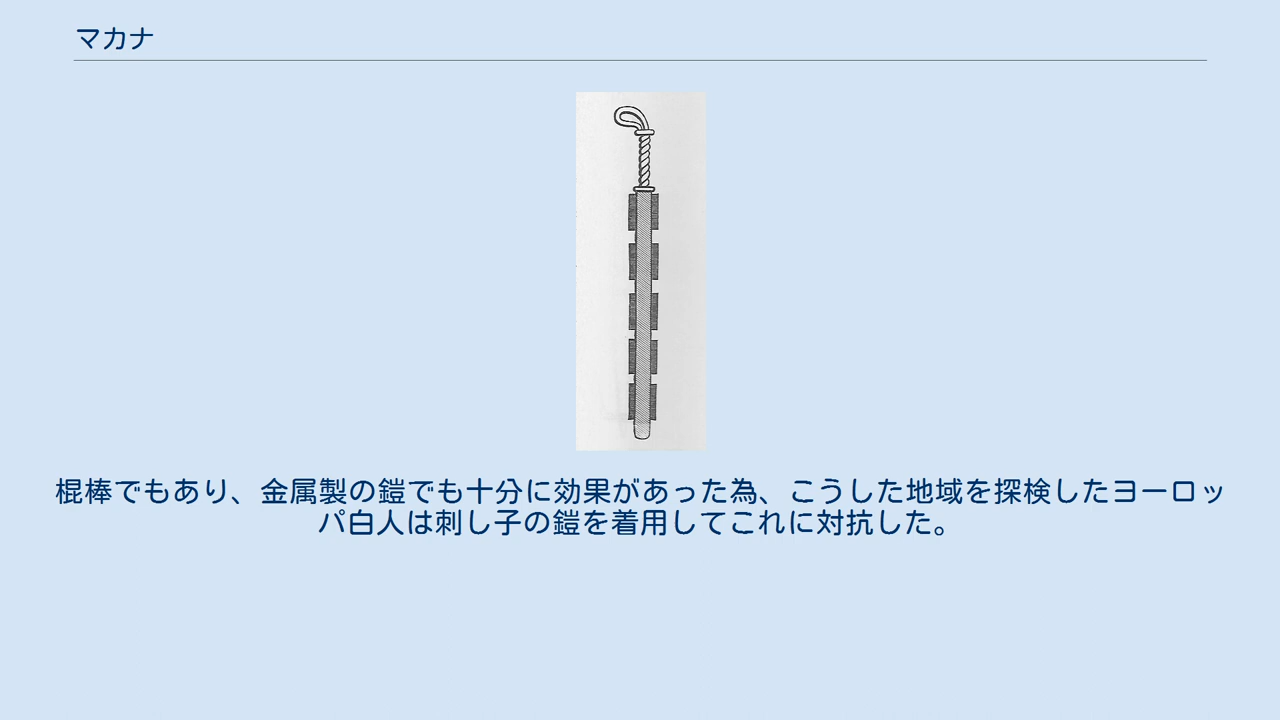 マカナ
棍棒でもあり、金属製の鎧でも十分に効果があった為、こうした地域を探検したヨーロッ
パ白人は刺し子の鎧を着用してこれに対抗した。